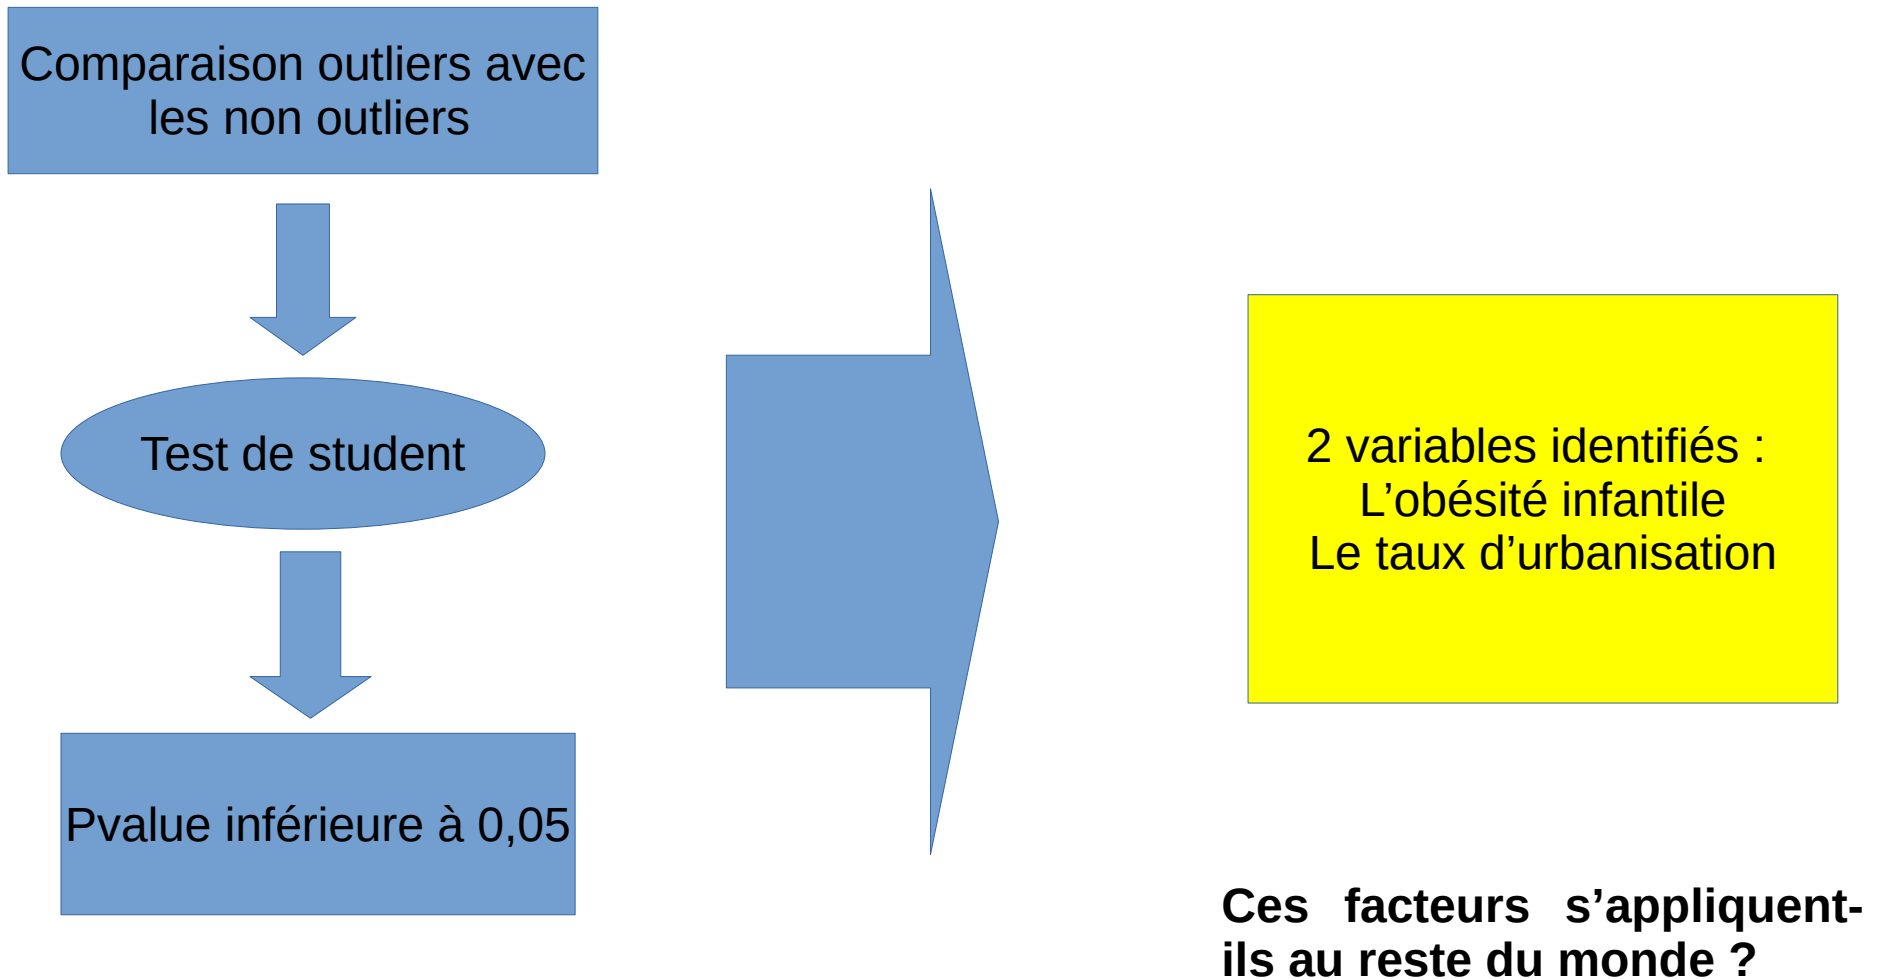 Comparaison outliers avec
les non outliers
Test de student
Pvalue inférieure à 0,05
2 variables identifiés :
L’obésité infantile
Le taux d’urbanisation
Ces facteurs s’appliquent-
ils au reste du monde ?